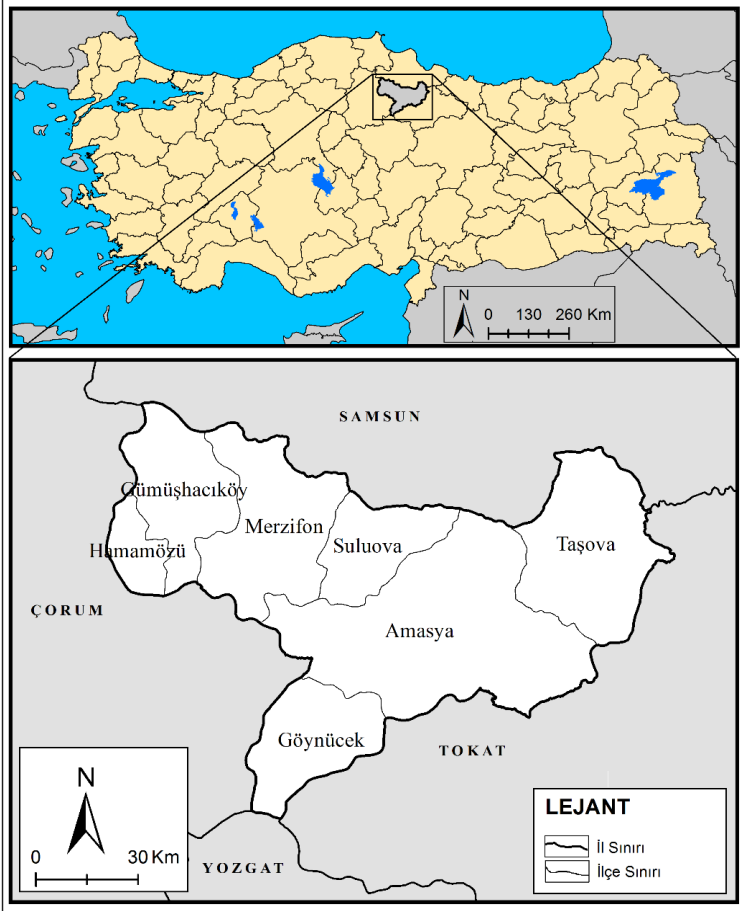 N
0 130 260 Km
SAMSUN
Gümüşhacıköy
Merzifon
Hamamözü
Suluova
Taşova
ÇORUM
Amasya
Göynücek
TOKAT
N
0 30 Km
YOZGAT
LEJANT
İl Sınırı
İlçe Sınırı